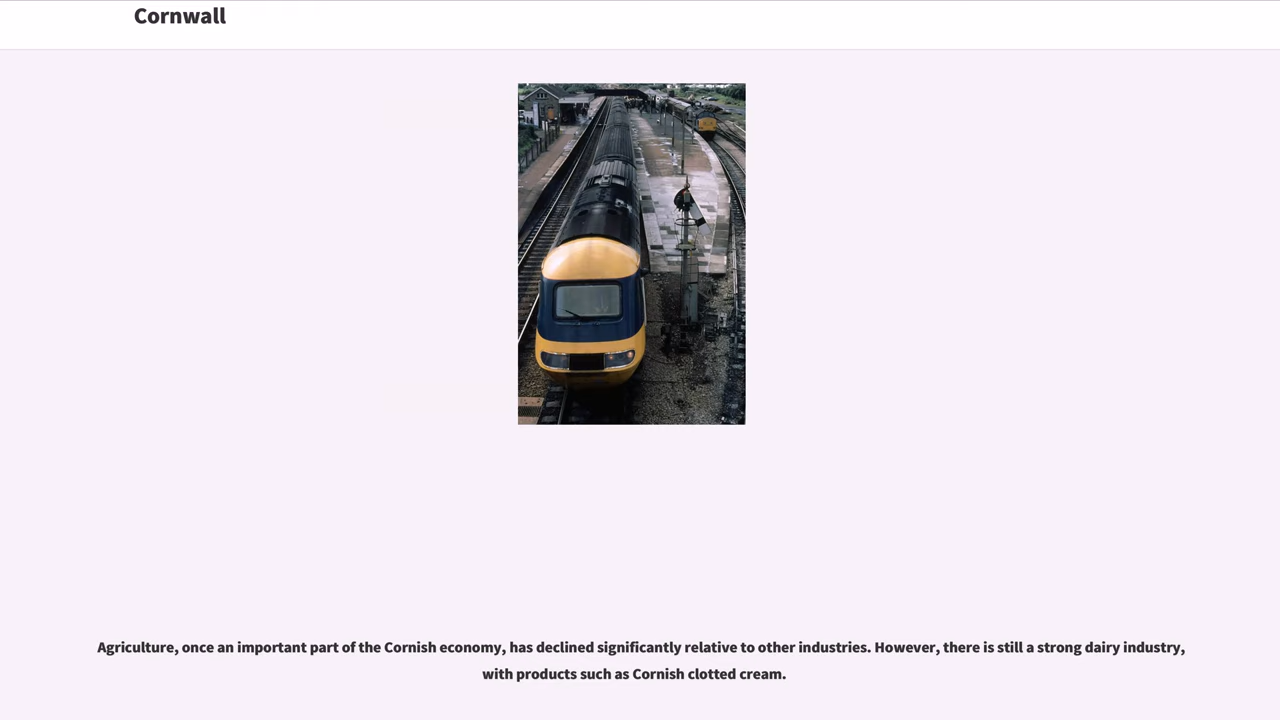 Cornwall
Agriculture, once an important part of the Cornish economy, has declined significantly relative to other industries. However, there is still a strong dairy industry,
with products such as Cornish clotted cream.